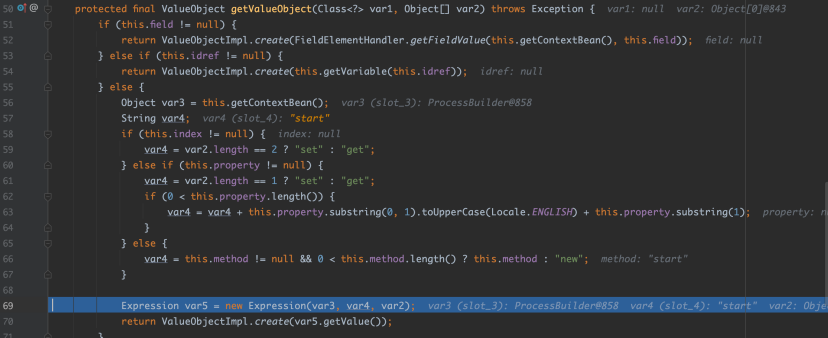 50 @ protected final ValueObject getValueObject(Class<?> var1, Object[] var2) throws Exception { var1: null var2: Object[0]@843
51 if (this.field != null) {
52 return ValueObjectImpl.create(FieldElementHandler.getFieldValue(this.getContextBean(), this.field)); field: null
53 } else if (this.idref != null) {
54 return ValueObjectImpl.create(this.getVariable(this.idref)); idref: null
55 } else {
56 Object var3 = this.getContextBean(); var3 (slot_3): ProcessBuilder@858
57 String var4; var4 (slot_4): "start"
58 if (this.index != null) { index: null
59 var4 = var2.length == 2 ? "set" : "get";
60 } else if (this.property != null) {
61 var4 = var2.length == 1 ? "set" : "get";
62 if (0 < this.property.length()) {
63 var4 = var4 + this.property.substring(0, 1).toUpperCase(Locale.ENGLISH) + this.property.substring(1); property: n
64 }
65 } else {
66 var4 = this.method != null && 0 < this.method.length() ? this.method : "new"; method: "start"
67 }
68
69 Expression var5 = new Expression(var3, var4, var2); var3 (slot_3): ProcessBuilder@858 var4 (slot_4): "start" var2: Obje
70 return ValueObjectImpl.create(var5.getValue());
71 }